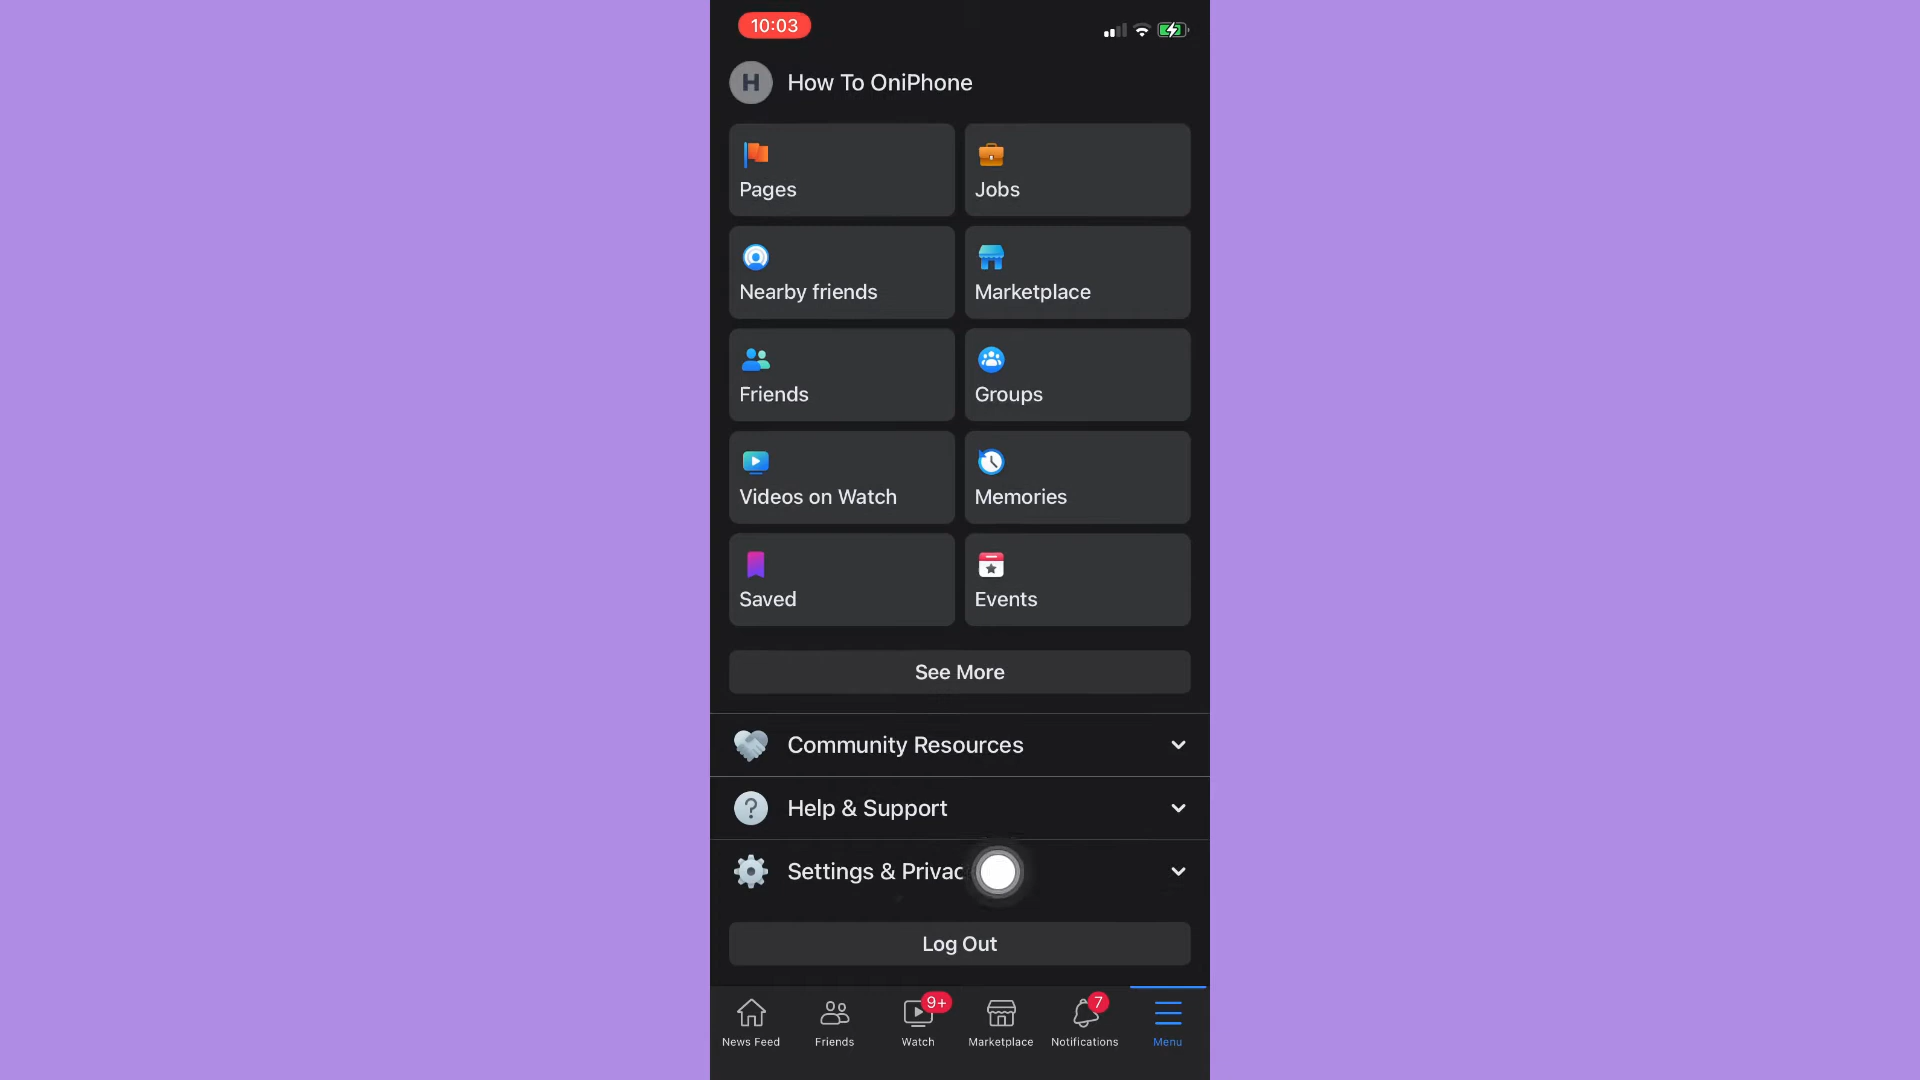 10:03
H How To OniPhone
Pages Jobs
Nearby friends Marketplace
Friends Groups
Videos on Watch Memories
Saved Events
See More
Community Resources
Help & Support
Settings & Privac
Log Out
9+ 7
News Feed Friends Watch Marketplace Notifications Menu